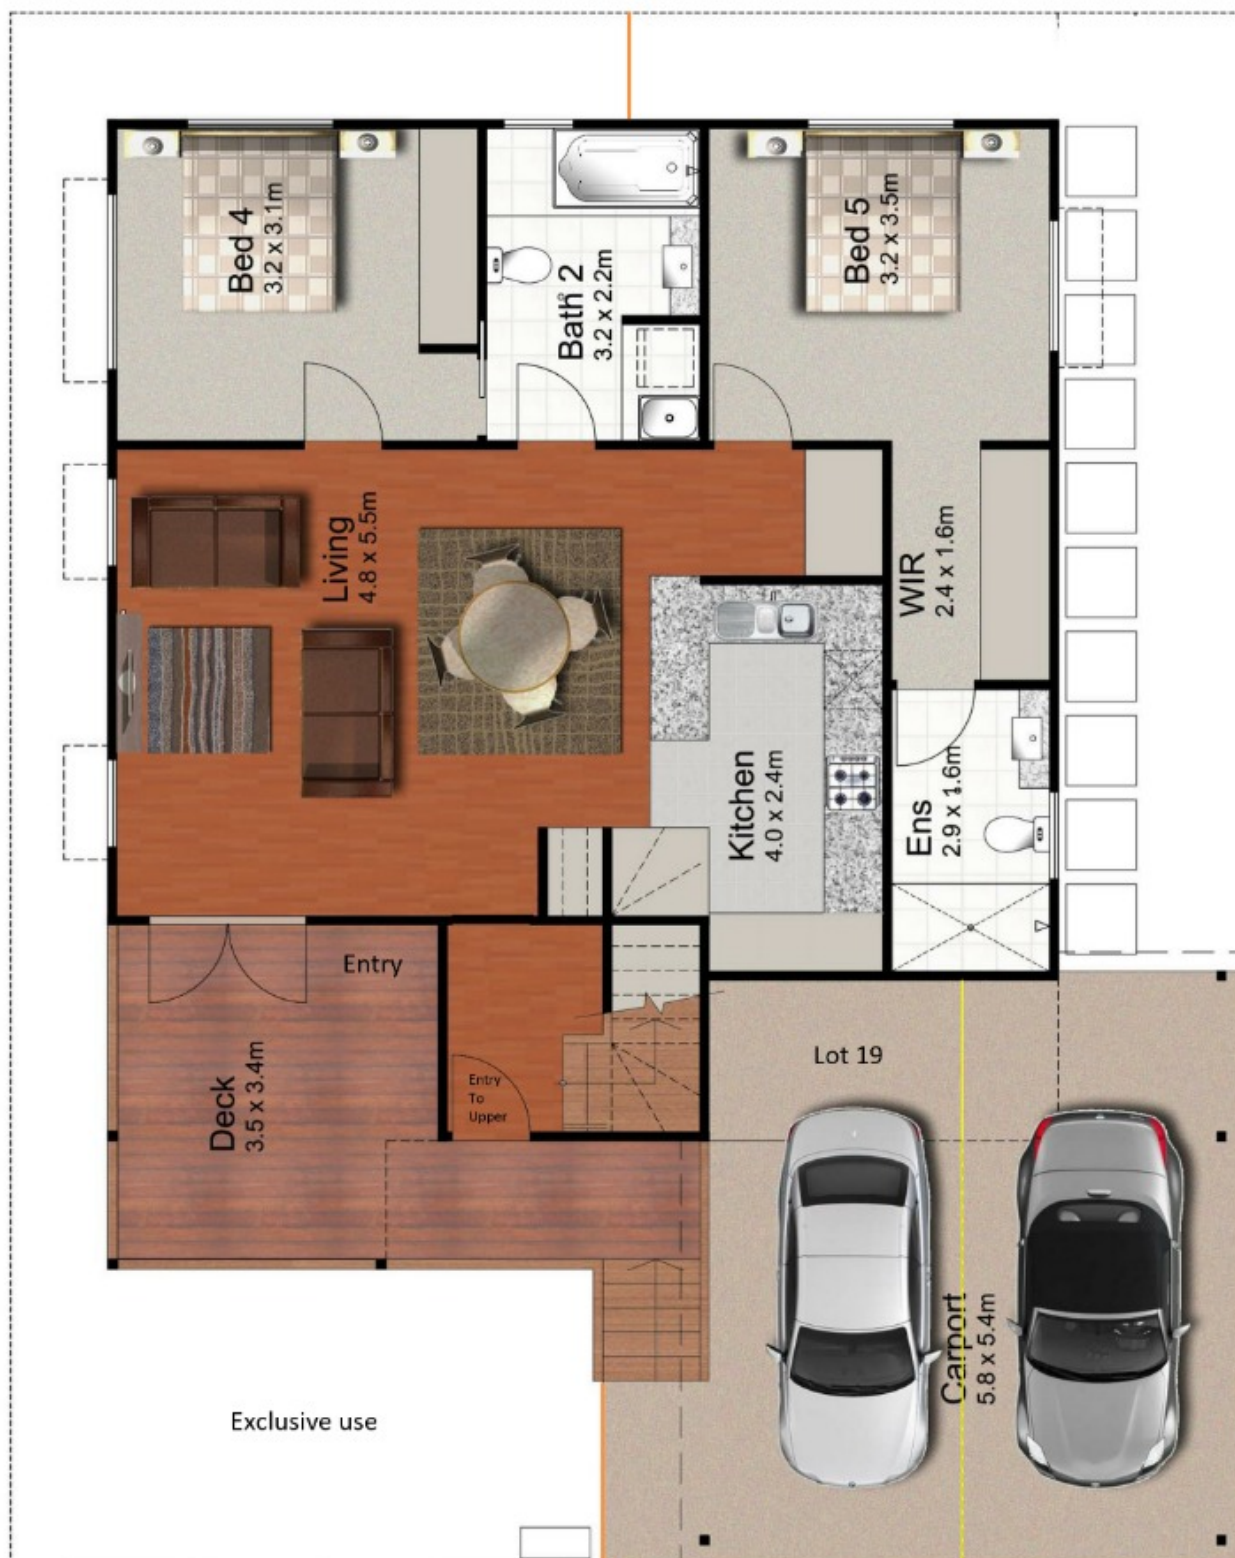 Bed 4
3.2 x 3.1m
Bath 2
3.2 x 2.2m
Bed 5
3.2 x 3.5m
Living
4.8 x 5.5m
WIR
2.4 x 1.6m
Kitchen
4.0 x 2.4m
Ens
2.9 x 1.6m
Entry
Deck
3.5 x 3.4m
Entry
To
Upper
Lot 19
Carport
5.8 x 5.4m
Exclusive use